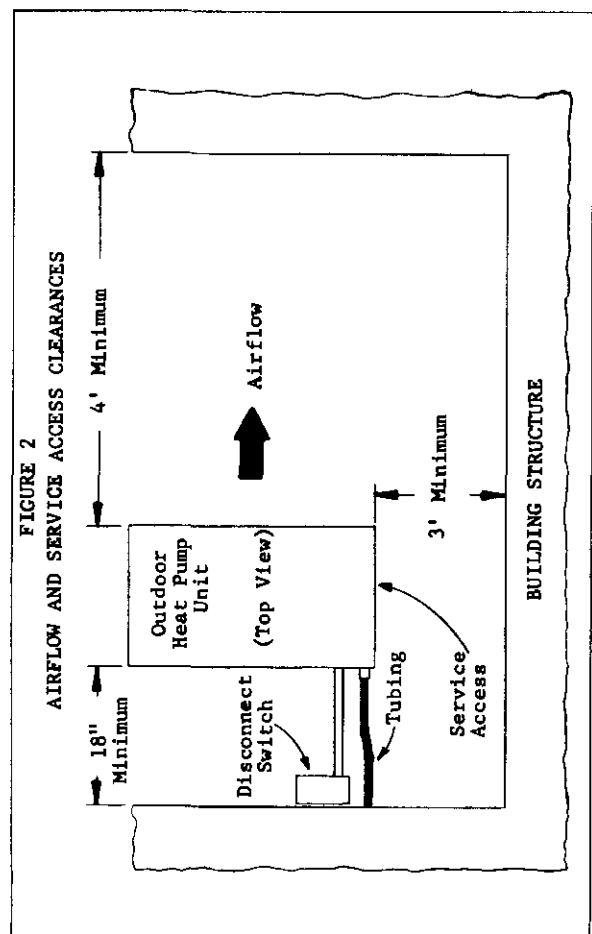 FIGURE 2
AIRFLOW AND SERVICE ACCESS CLEARANCES
18"
Minimum
4' Minimum
Outdoor
Heat Pump
Unit
(Top View)
Airflow
Disconnect
Switch
Tubing
Service
Access
3' Minimum
BUILDING STRUCTURE